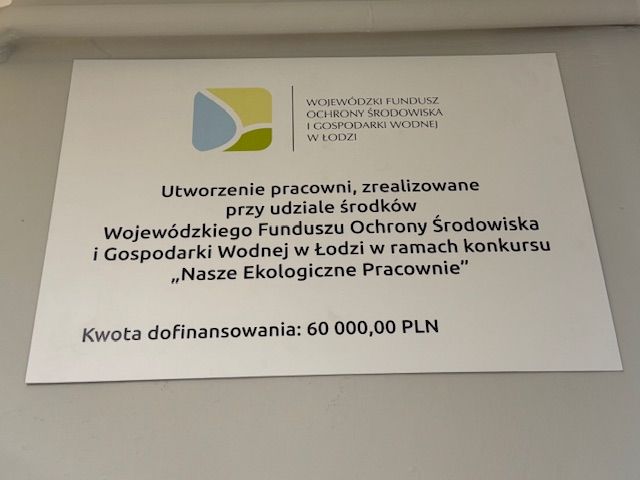 WOJEWÓDZKI FUNDUSZ
OCHRONY ŚRODOWISKA
I GOSPODARKI WODNEJ
W ŁODZI
Utworzenie pracowni, zrealizowane
przy udziale środków
Wojewódzkiego Funduszu Ochrony Środowiska
i Gospodarki Wodnej w Łodzi w ramach konkursu
„Nasze Ekologiczne Pracownie”
Kwota dofinansowania: 60 000,00 PLN